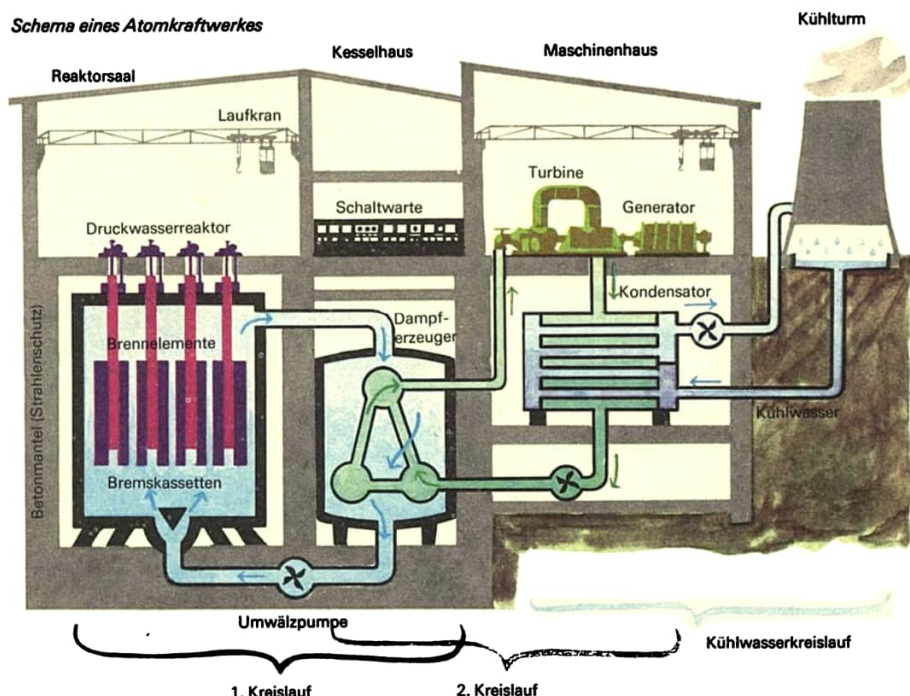 Schema eines Atomkraftwerkes
Kühlturm
Kesselhaus
Maschinenhaus
Reaktorsaal
Laufkran
Turbine
Schaltwarte
Generator
Druckwasserreaktor
Kondensator
Dampf-
erzeuger
Brennelemente
Betonmantel (Strahlenschutz)
Kühlwasser
Bremskassetten
Umwälzpumpe
Kühlwasserkreislauf
1. Kreislauf
2. Kreislauf